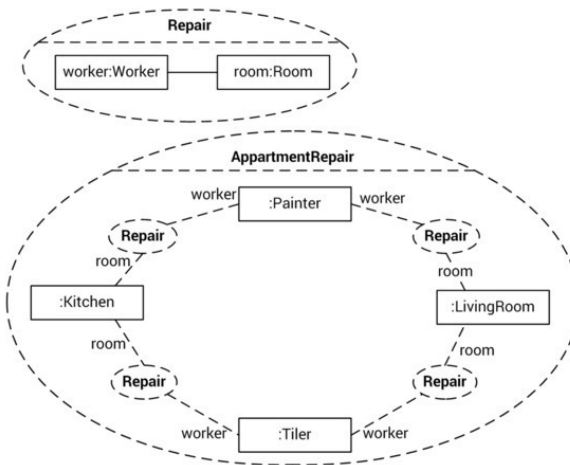 Repair
worker:Worker room:Room
AppartmentRepair
worker :Painter worker
Repair Repair
room room
:Kitchen :LivingRoom
room room
Repair Repair
worker :Tiler worker